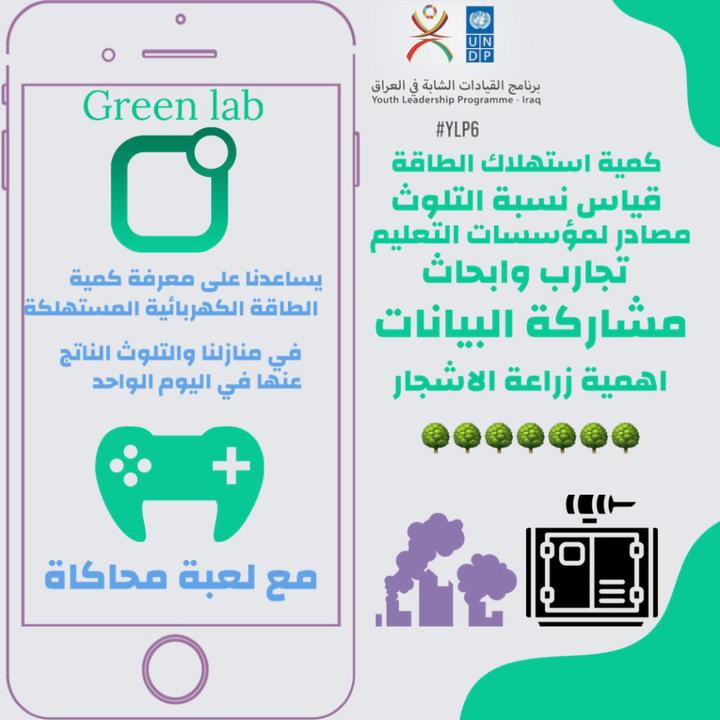 Green lab
يساعدنا على معرفة كمية
الطاقة الكهربائية المستهلكة
في منازلنا والتلوث الناتج
عنها في اليوم الواحد
مع لعبة محاكاة
U N
D P
برنامج القيادات الشابة في العراق
Youth Leadership Programme - Iraq
#YLP6
كمية استهلاك الطاقة
قياس نسبة التلوث
مصادر لمؤسسات التعليم
تجارب وابحاث
مشاركة البيانات
اهمية زراعة الاشجار